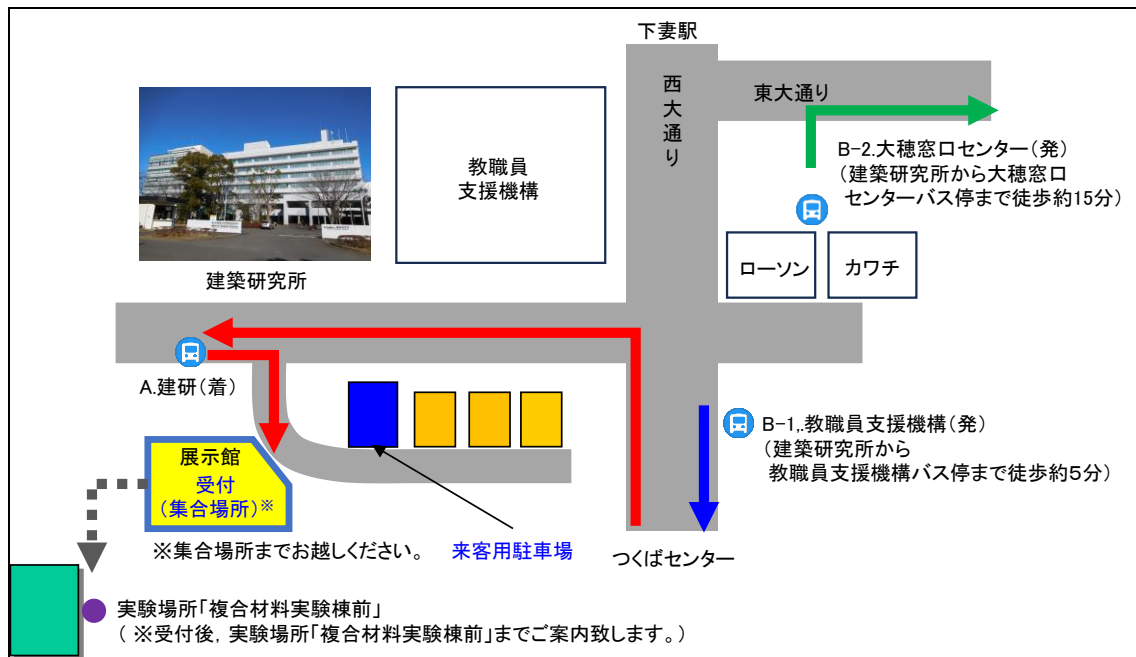 下妻駅
西大通り
東大通り
教職員
支援機構
B-2.大穂窓口センター(発)
(建築研究所から大穂窓口
センターバス停まで徒歩約15分)
ローソン
カワチ
建築研究所
A.建研(着)
B-1,.教職員支援機構(発)
(建築研究所から
教職員支援機構バス停まで徒歩約5分)
展示館
受付
(集合場所)※
※集合場所までお越しください。
来客用駐車場
つくばセンター
実験場所「複合材料実験棟前」
( ※受付後, 実験場所「複合材料実験棟前」までご案内致します。)